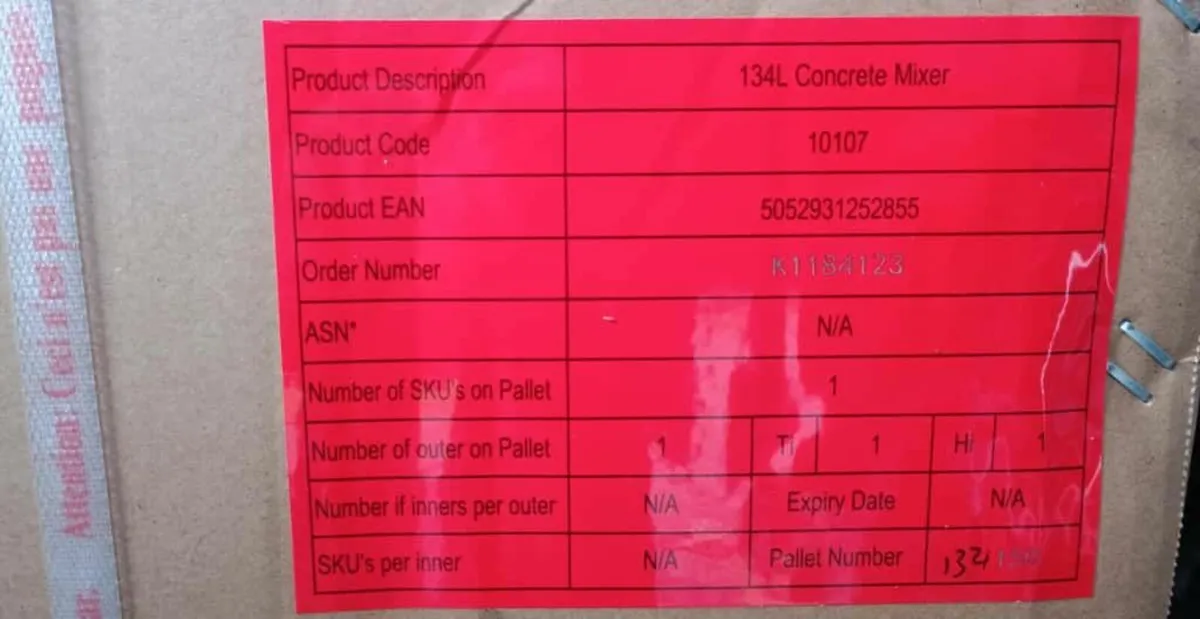 Product Description 134L Concrete Mixer
Product Code 10107
Product EAN 5052931252855
Order Number K1184123
ASN* N/A
Number of SKU's on Pallet 1
Number of outer on Pallet 1 Ti 1 Hi 1
Number if inners per outer N/A Expiry Date N/A
SKU's per inner N/A Pallet Number
Attention